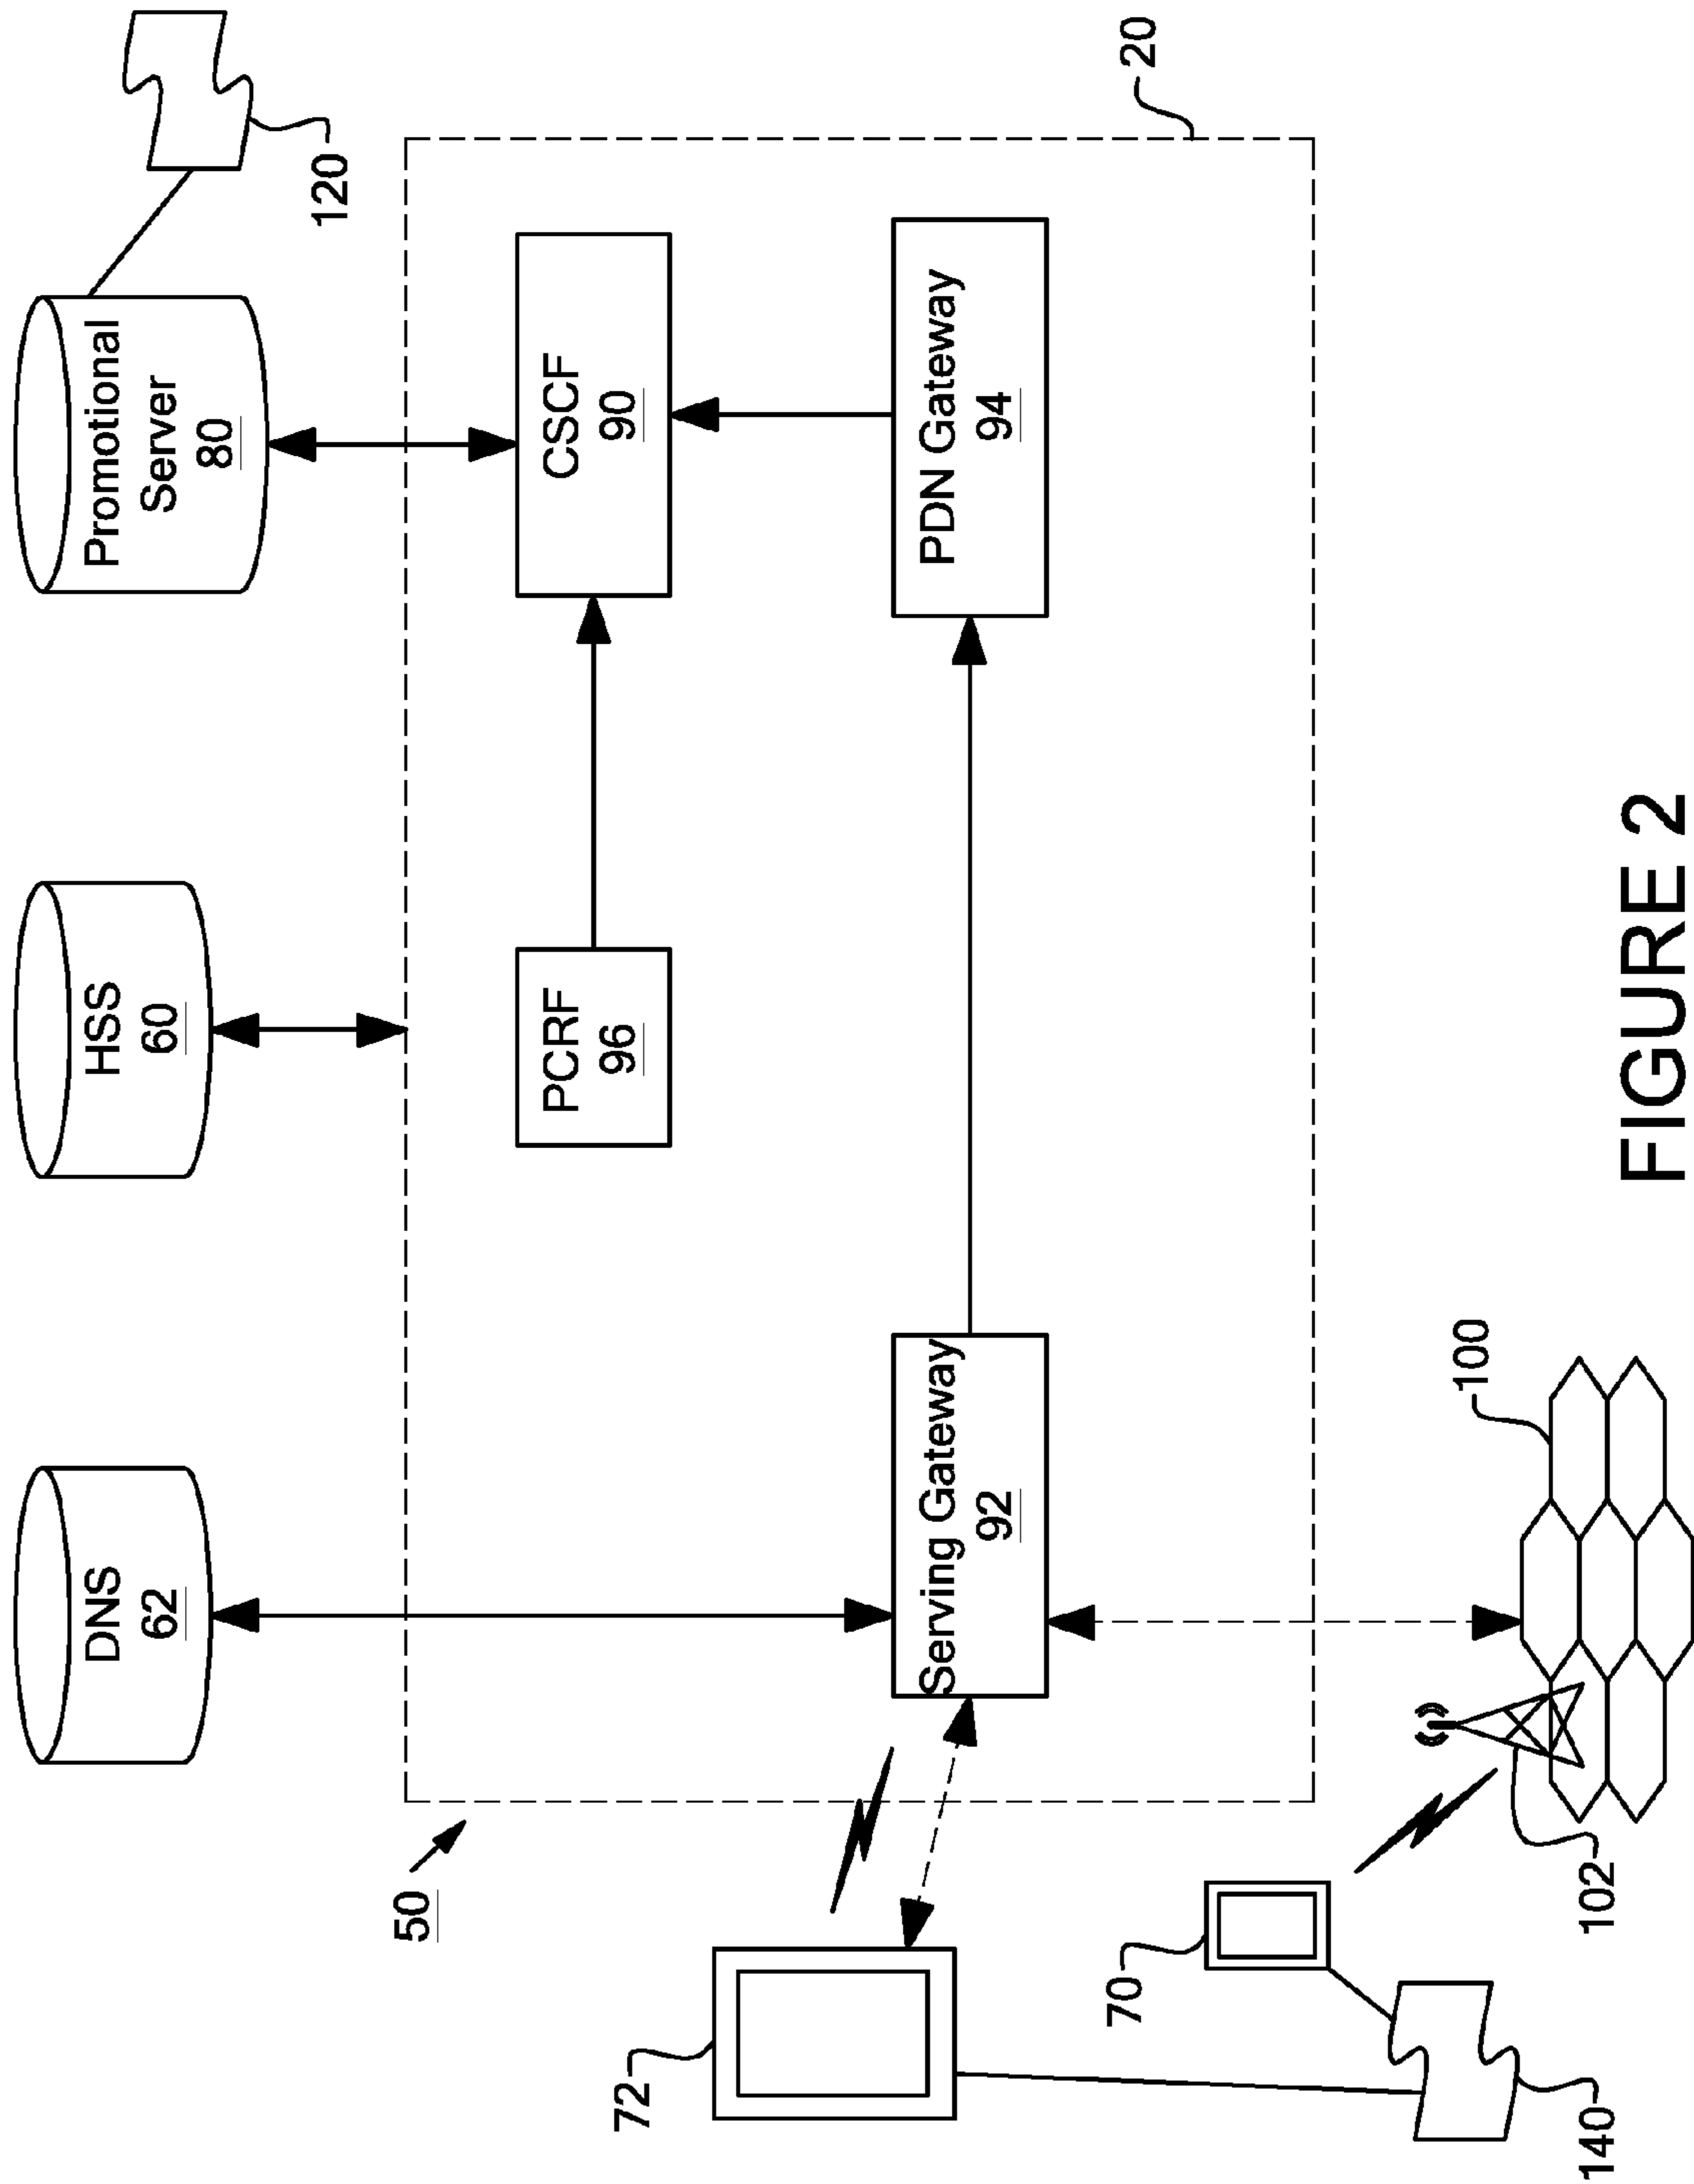 50
DNS
62
HSS
60
Promotional
Server
80
120
72
PCRF
96
CSCF
90
Serving Gateway
92
PDN Gateway
94
20
70
140
102
100
FIGURE 2